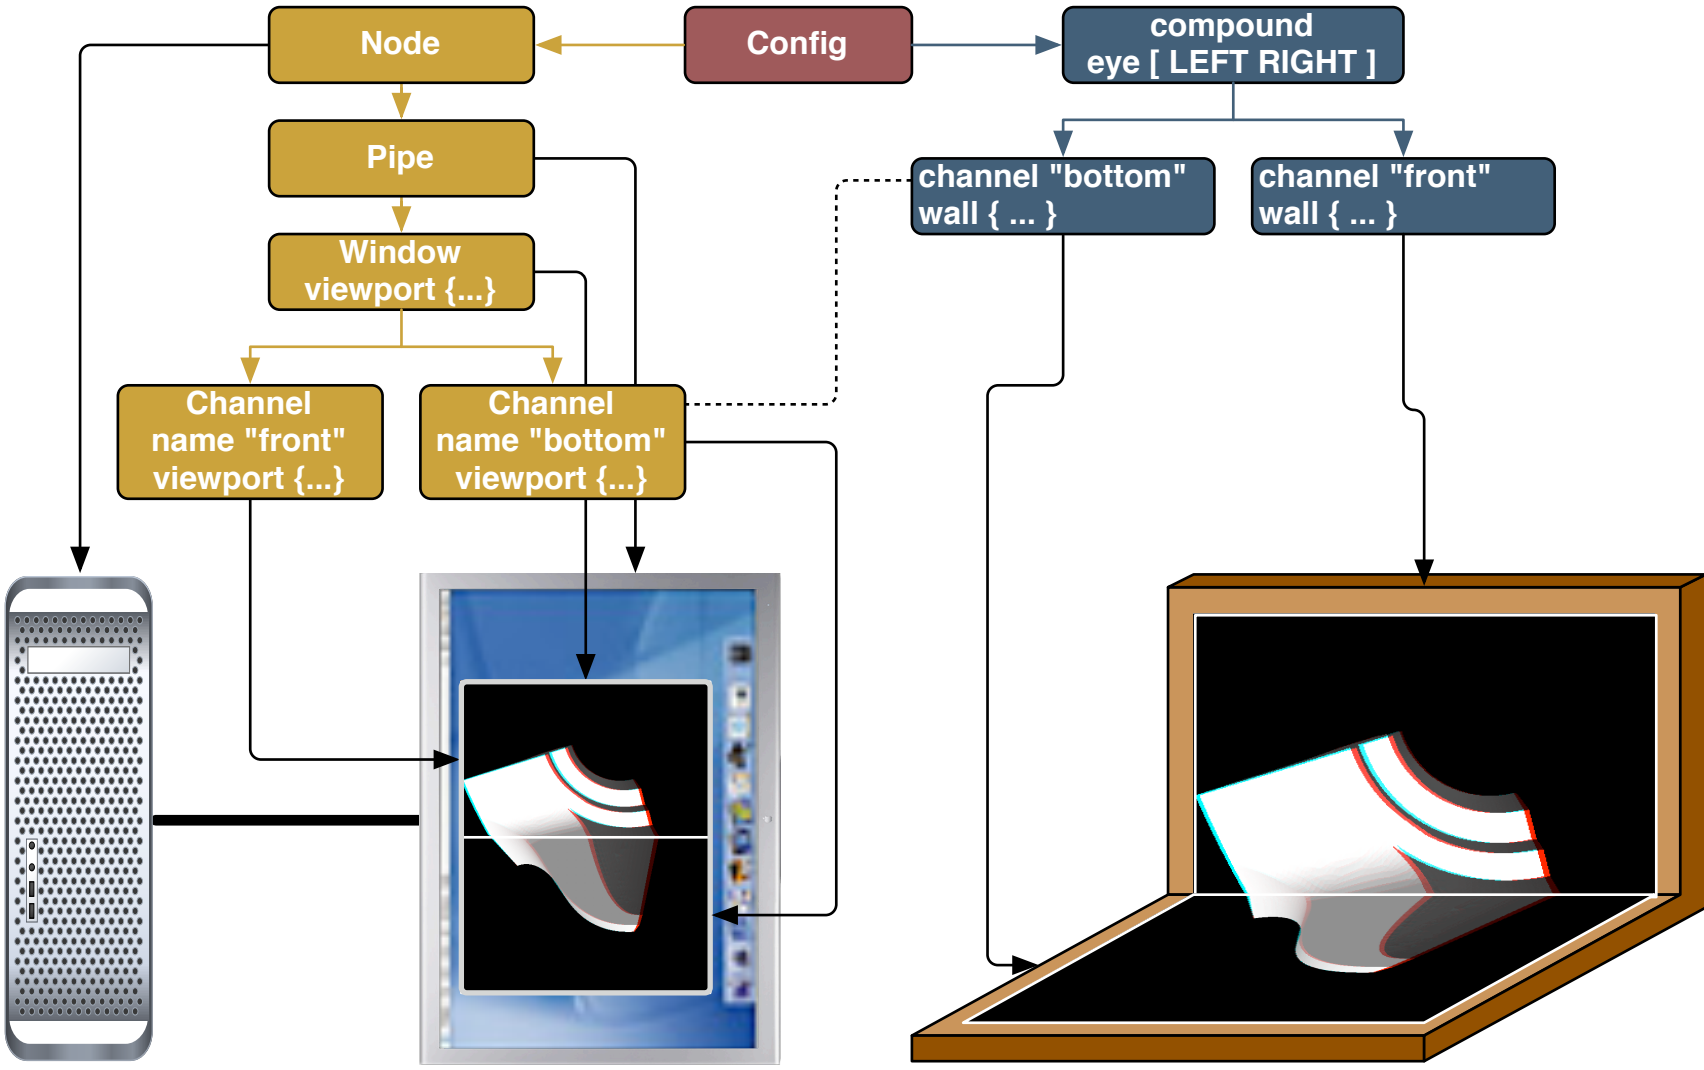 Node
Config
compound
eye [ LEFT RIGHT ]
Pipe
channel "bottom"
wall { ... }
channel "front"
wall { ... }
Window
viewport {...}
Channel
name "front"
viewport {...}
Channel
name "bottom"
viewport {...}